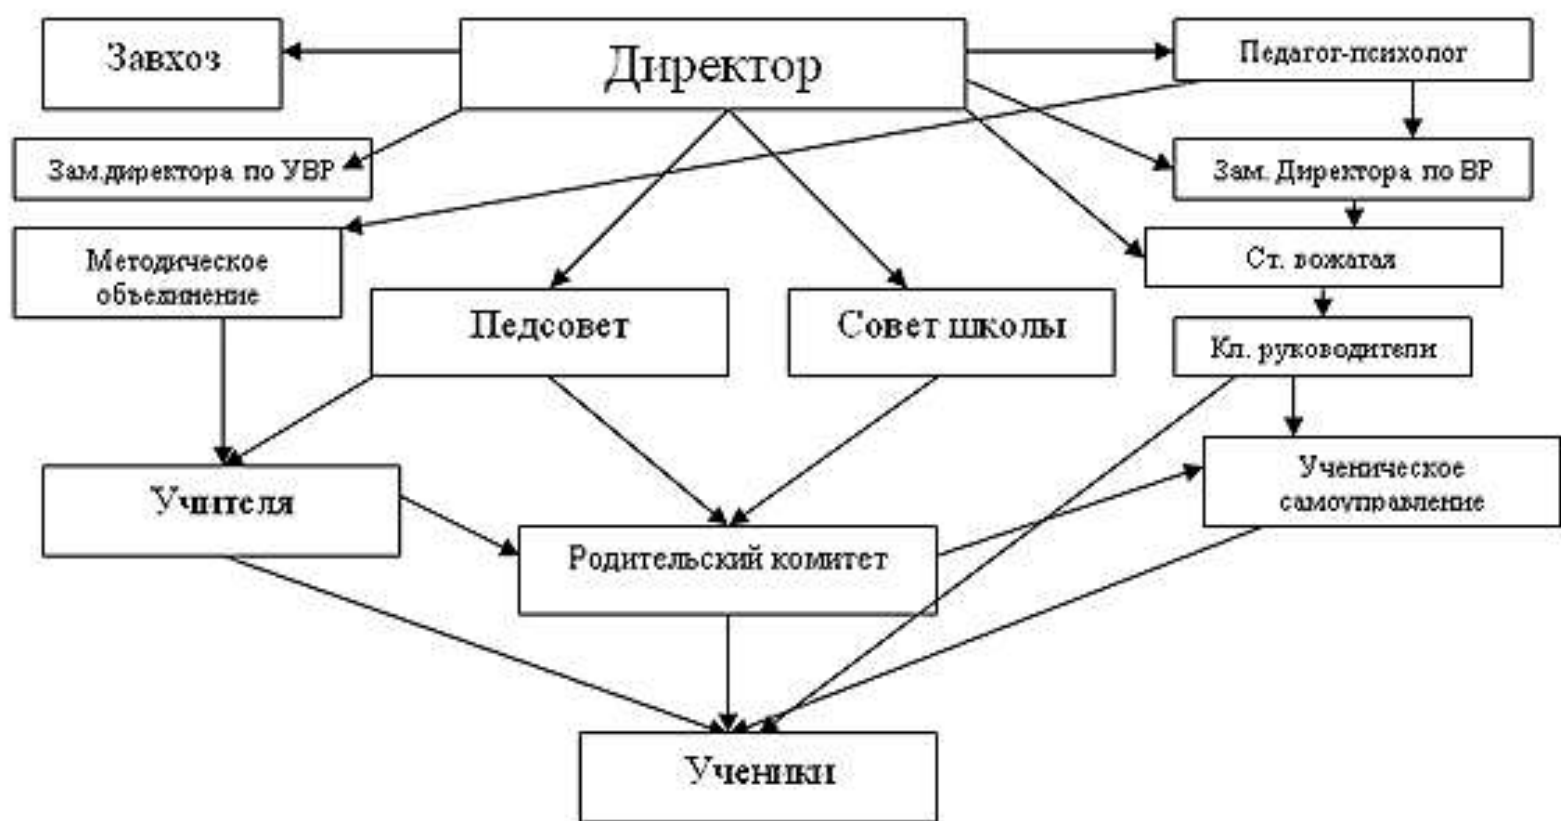 Завхоз
Директор
Педагог-психолог
Зам.директора по УВР
Зам. Директора по ВР
Методическое
объехинение
Ст. вожатая
Педсовет
Совет школы
Кл. руководители
Учителя
Ученическое
самоуправление
Родительский комитет
Ученики